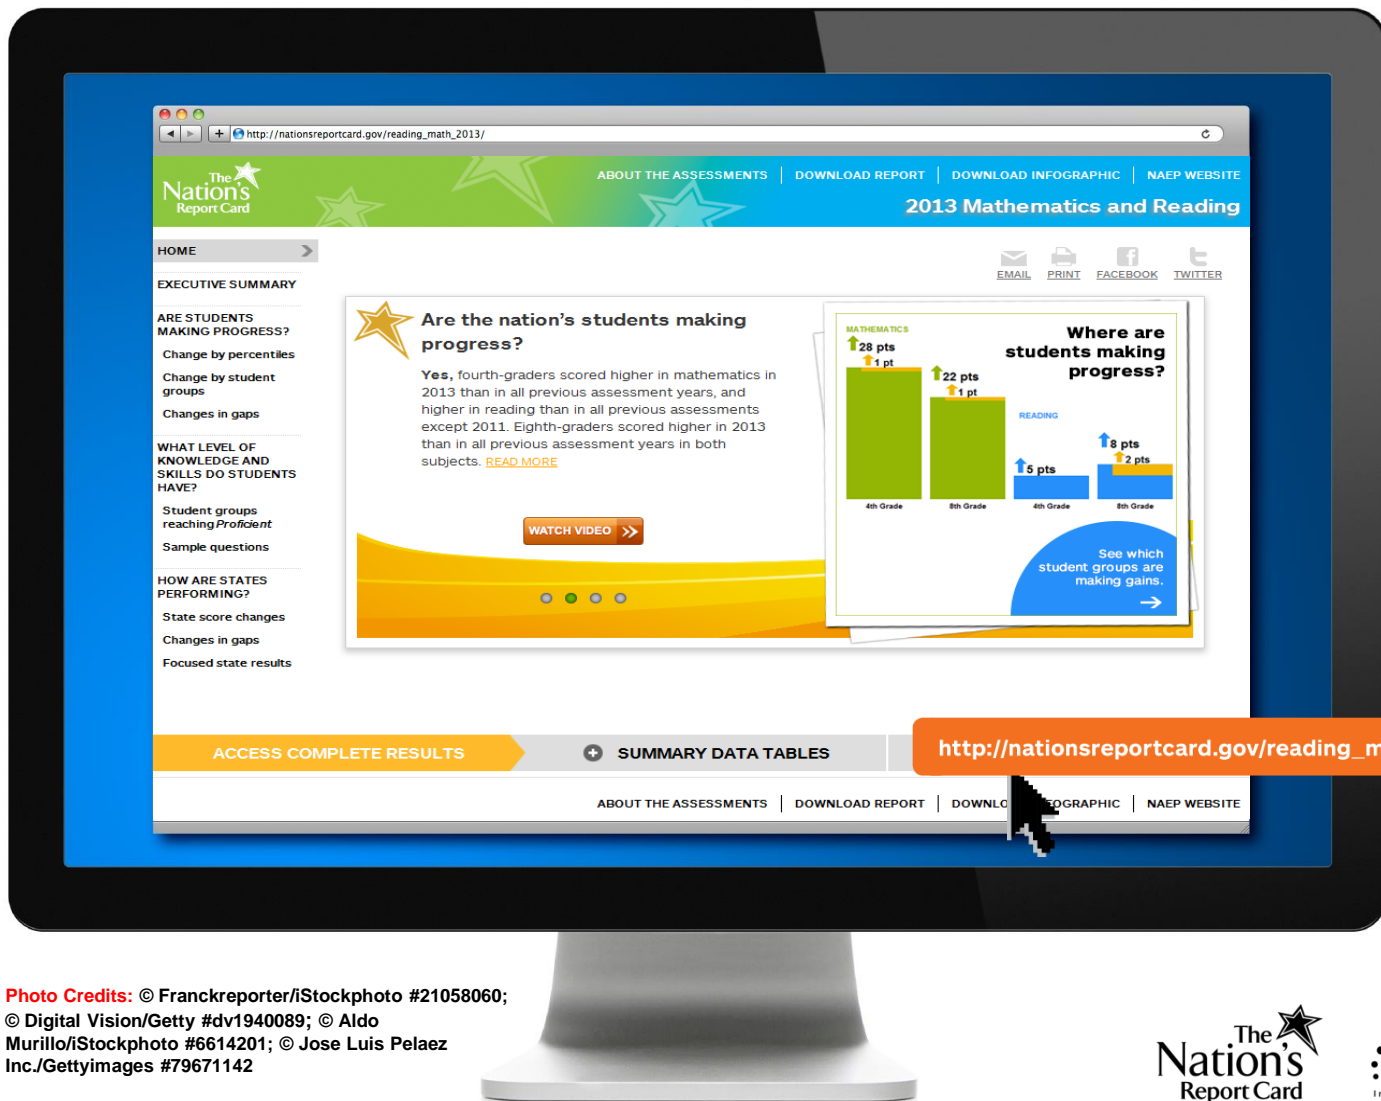 http://nationsreportcard.gov/reading_math_2013/
The
Nation's
Report Card
ABOUT THE ASSESSMENTS
DOWNLOAD REPORT
DOWNLOAD INFOGRAPHIC
NAEP WEBSITE
2013 Mathematics and Reading
HOME
EXECUTIVE SUMMARY
ARE STUDENTS
MAKING PROGRESS?
Change by percentiles
Change by student
groups
Changes in gaps
WHAT LEVEL OF
KNOWLEDGE AND
SKILLS DO STUDENTS
HAVE?
Student groups
reaching Proficient
Sample questions
HOW ARE STATES
PERFORMING?
State score changes
Changes in gaps
Focused state results
EMAIL
PRINT
FACEBOOK
TWITTER
Are the nation's students making
progress?
Yes, fourth-graders scored higher in mathematics in
2013 than in all previous assessment years, and
higher in reading than in all previous assessments
except 2011. Eighth-graders scored higher in 2013
than in all previous assessment years in both
subjects. READ MORE
WATCH VIDEO
MATHEMATICS
28 pts
1 pt
22 pts
1 pt
Where are
students making
progress?
READING
5 pts
8 pts
2 pts
4th Grade
8th Grade
4th Grade
8th Grade
See which
student groups are
making gains.
ACCESS COMPLETE RESULTS
SUMMARY DATA TABLES
http://nationsreportcard.gov/reading_m
ABOUT THE ASSESSMENTS
DOWNLOAD REPORT
DOWNLO OGRAPHIC
NAEP WEBSITE
Photo Credits: © Franckreporter/iStockphoto #21058060;
© Digital Vision/Getty #dv1940089; © Aldo
Murillo/iStockphoto #6614201; © Jose Luis Pelaez
Inc./Gettyimages #79671142
The
Nation's
Report Card